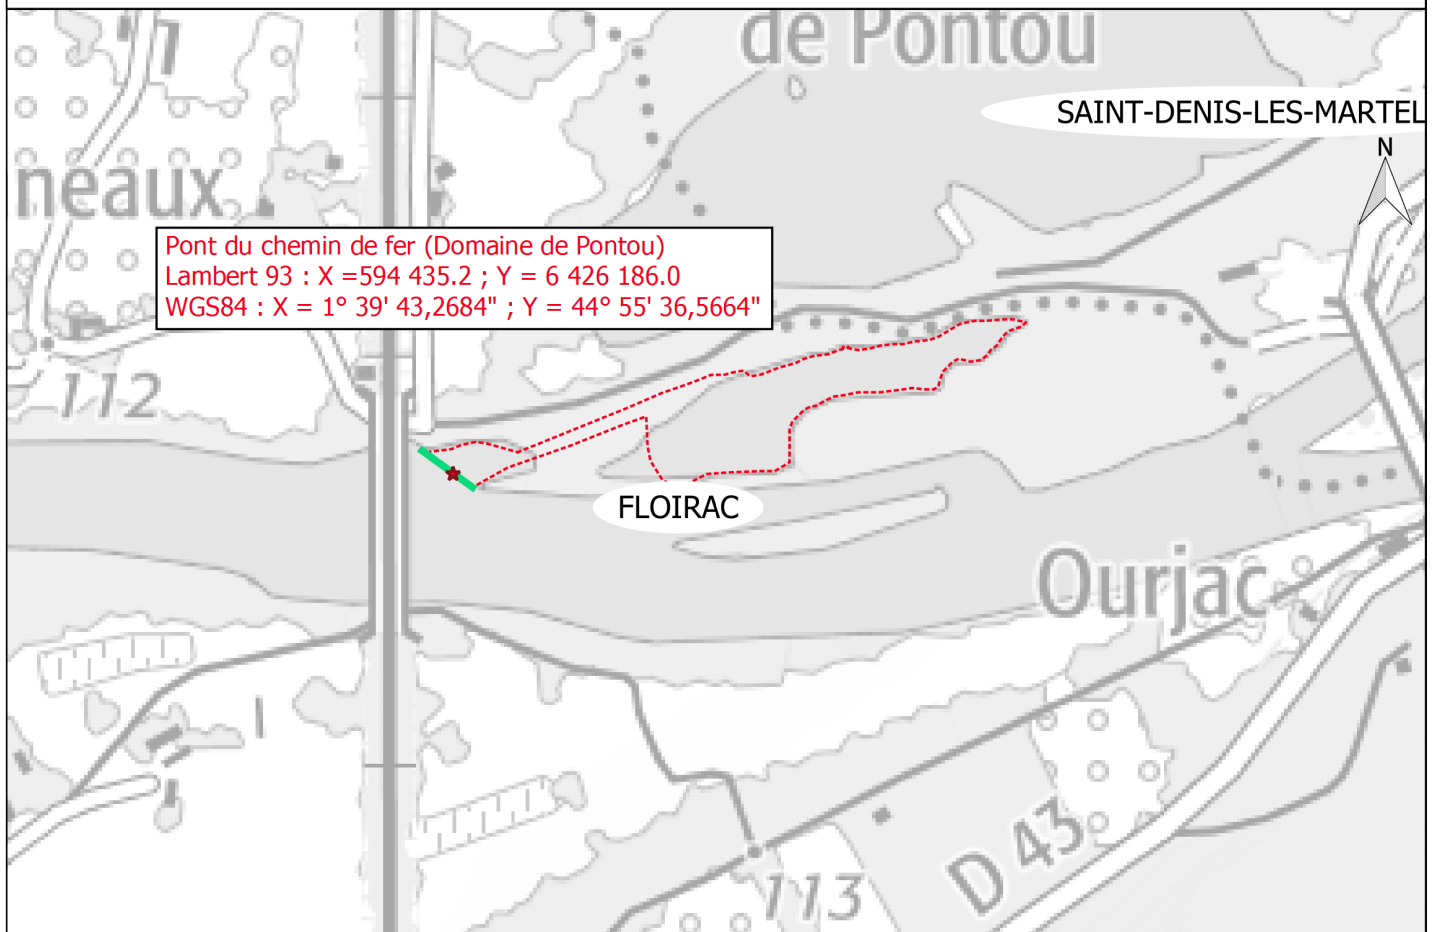 de Pontou
SAINT-DENIS-LES-MARTEL
N
neaux
Pont du chemin de fer (Domaine de Pontou)
Lambert 93 : X =594 435.2 ; Y = 6 426 186.0
WGS84 : X = 1° 39' 43,2684" ; Y = 44° 55' 36,5664"
112
FLOIRAC
Ourjac
D 43
113